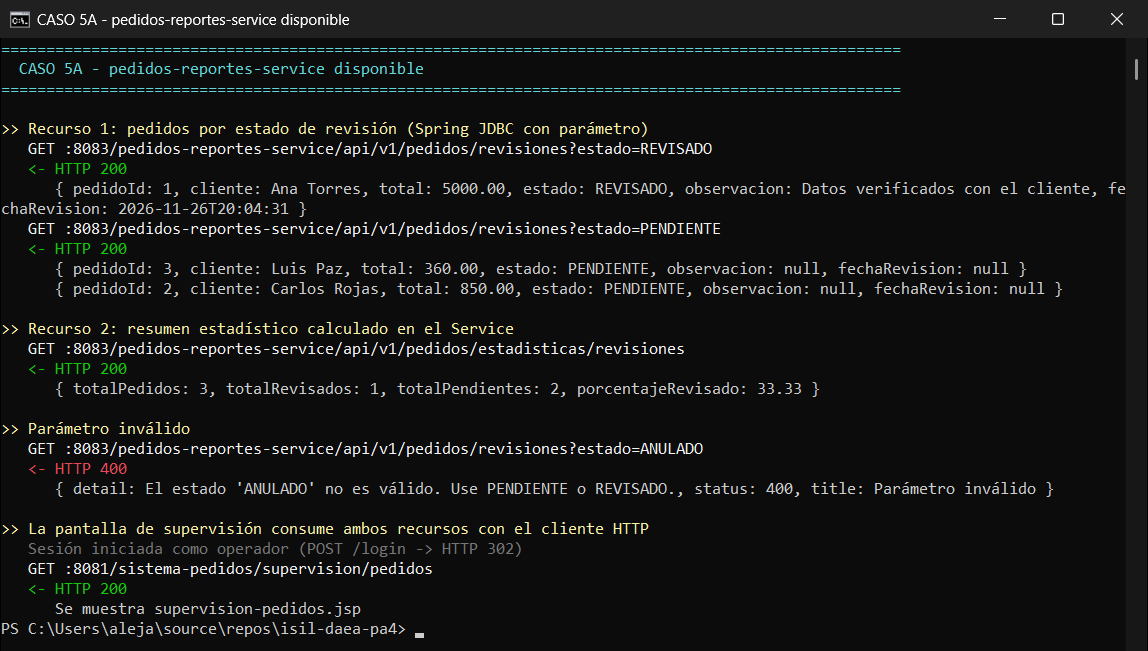 CASO 5A - pedidos-reportes-service disponible
====================================================================================================
CASO 5A - pedidos-reportes-service disponible
====================================================================================================
>> Recurso 1: pedidos por estado de revisión (Spring JDBC con parámetro)
GET :8083/pedidos-reportes-service/api/v1/pedidos/revisiones?estado=REVISADO
<- HTTP 200
{ pedidoId: 1, cliente: Ana Torres, total: 5000.00, estado: REVISADO, observacion: Datos verificados con el cliente, fe
chaRevision: 2026-11-26T20:04:31 }
GET :8083/pedidos-reportes-service/api/v1/pedidos/revisiones?estado=PENDIENTE
<- HTTP 200
{ pedidoId: 3, cliente: Luis Paz, total: 360.00, estado: PENDIENTE, observacion: null, fechaRevision: null }
{ pedidoId: 2, cliente: Carlos Rojas, total: 850.00, estado: PENDIENTE, observacion: null, fechaRevision: null }
>> Recurso 2: resumen estadístico calculado en el Service
GET :8083/pedidos-reportes-service/api/v1/pedidos/estadisticas/revisiones
<- HTTP 200
{ totalPedidos: 3, totalRevisados: 1, totalPendientes: 2, porcentajeRevisado: 33.33 }
>> Parámetro inválido
GET :8083/pedidos-reportes-service/api/v1/pedidos/revisiones?estado=ANULADO
<- HTTP 400
{ detail: El estado 'ANULADO' no es válido. Use PENDIENTE o REVISADO., status: 400, title: Parámetro inválido }
>> La pantalla de supervisión consume ambos recursos con el cliente HTTP
Sesión iniciada como operador (POST /login -> HTTP 302)
GET :8081/sistema-pedidos/supervision/pedidos
<- HTTP 200
Se muestra supervision-pedidos.jsp
PS C:\Users\aleja\source\repos\isil-daea-pa4>